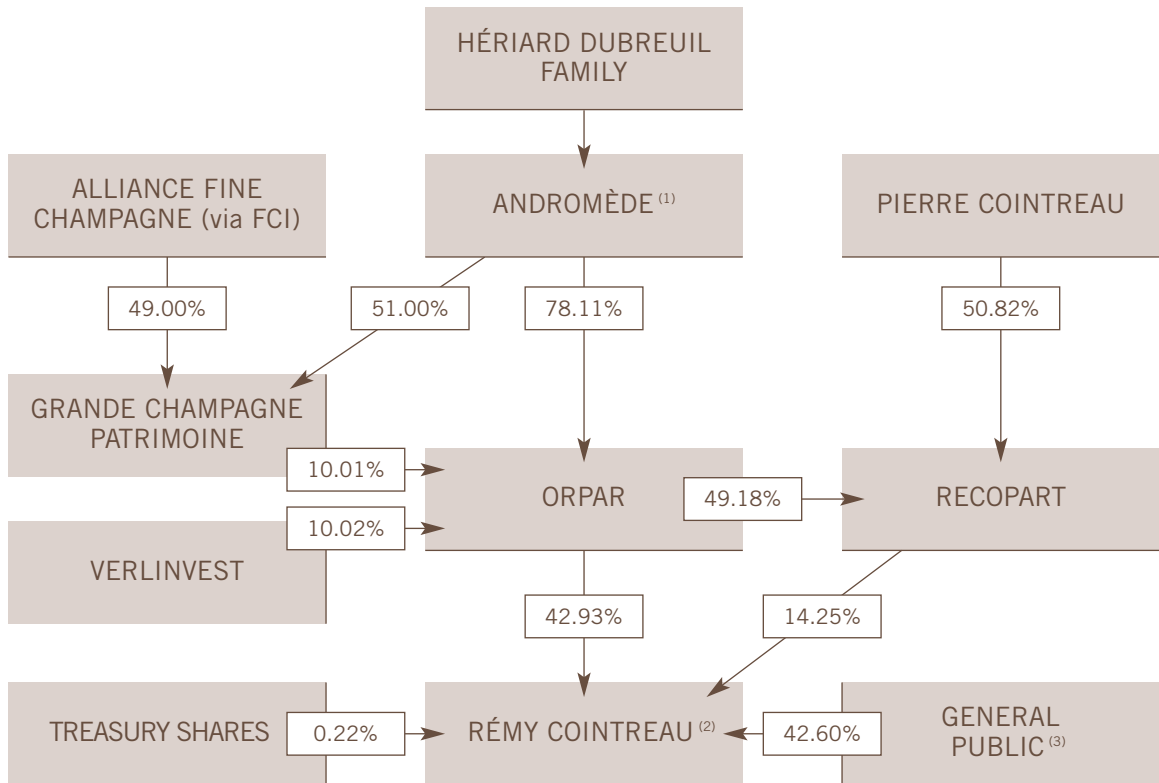 HÉRIARD DUBREUIL
FAMILY
ALLIANCE FINE
CHAMPAGNE (via FCI)
ANDROMÈDE (1)
PIERRE COINTREAU
49.00%
51.00%
78.11%
50.82%
GRANDE CHAMPAGNE
PATRIMOINE
10.01%
ORPAR
49.18%
RECOPART
10.02%
VERLINVEST
42.93%
14.25%
TREASURY SHARES
0.22%
RÉMY COINTREAU (2)
42.60%
GENERAL
PUBLIC (3)